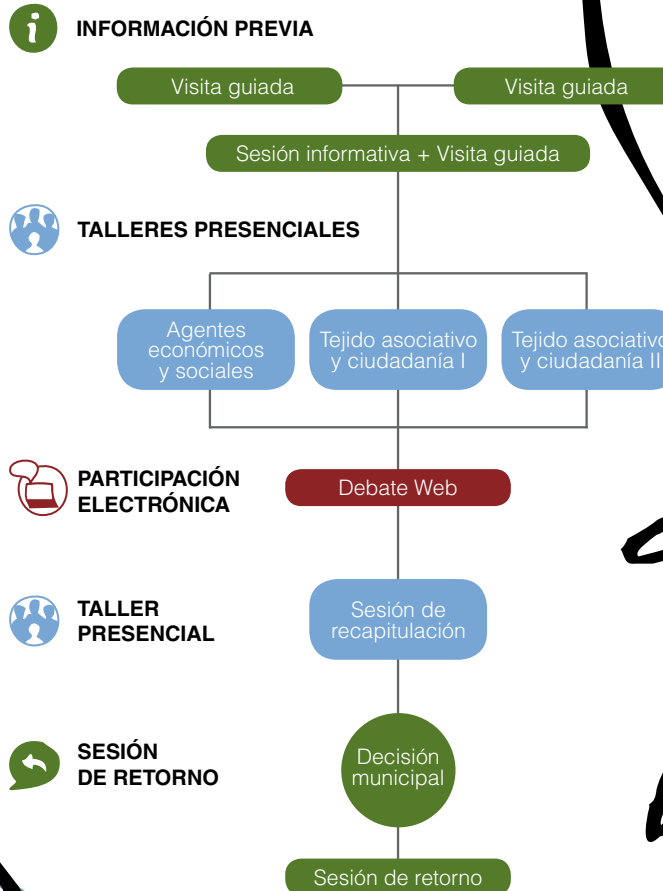 INFORMACIÓN PREVIA
Visita guiada
Visita guiada
Sesión informativa + Visita guiada
TALLERES PRESENCIALES
Agentes
económicos
y sociales
Tejido asociativo
y ciudadanía I
Tejido asociativo
y ciudadanía II
PARTICIPACIÓN
ELECTRÓNICA
Debate Web
TALLER
PRESENCIAL
Sesión de
recapitulación
SESIÓN
DE RETORNO
Decisión
municipal
Sesión de retorno